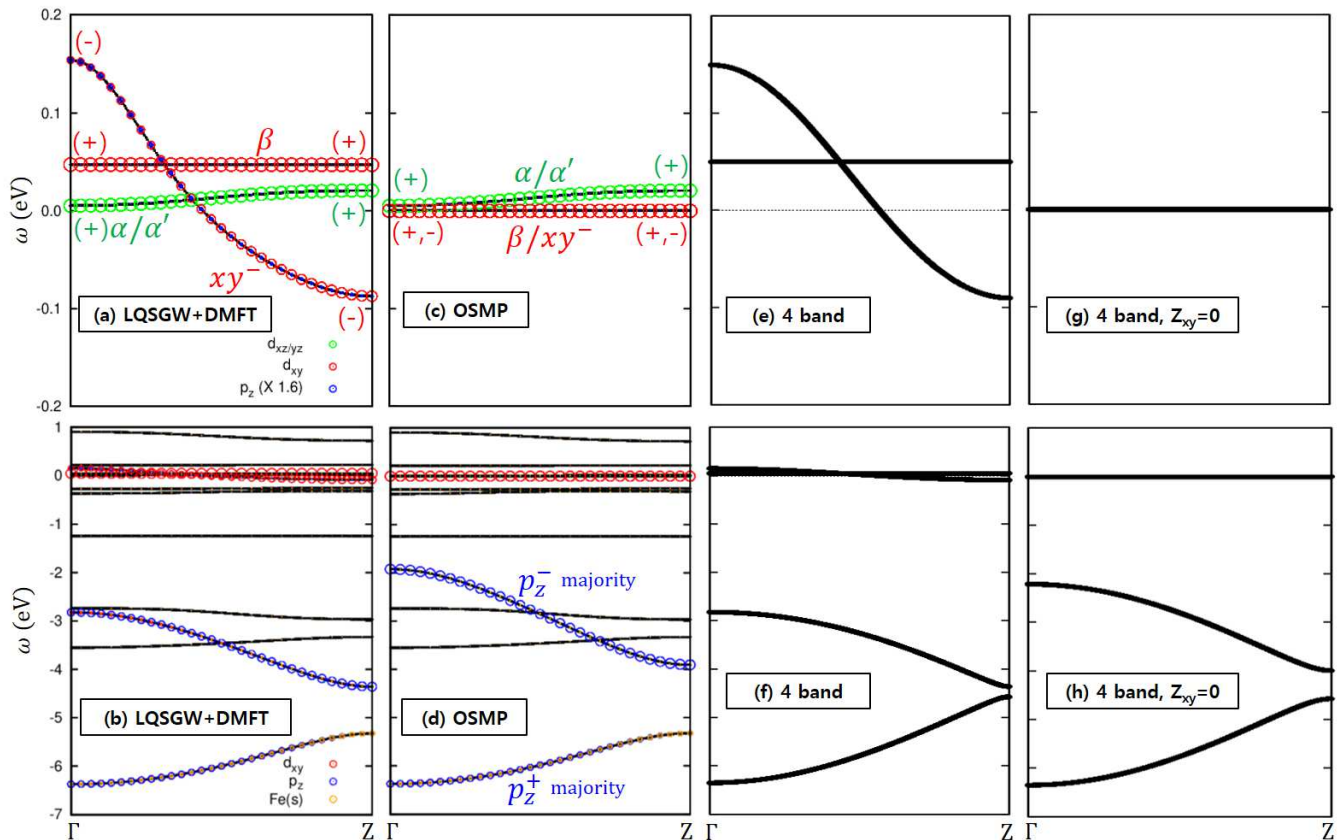 0.2
0.1
0.0
-0.1
-0.2
ω (eV)
(-)
(+)
β
(+)
(+)
α/α′
(+)
xy⁻
(-)
(a) LQSGW+DMFT
d_xz/yz
d_xy
p_z (X 1.6)
(+)
α/α′
(+)
(+,-)
β/xy⁻
(+,-)
(c) OSMP
(e) 4 band
(g) 4 band, Z_xy=0
1
0
-1
-2
-3
-4
-5
-6
-7
ω (eV)
(b) LQSGW+DMFT
d_xy
p_z
Fe(s)
p_z⁻ majority
(d) OSMP
p_z⁺ majority
(f) 4 band
(h) 4 band, Z_xy=0
Γ Z Γ Z Γ Z Γ Z